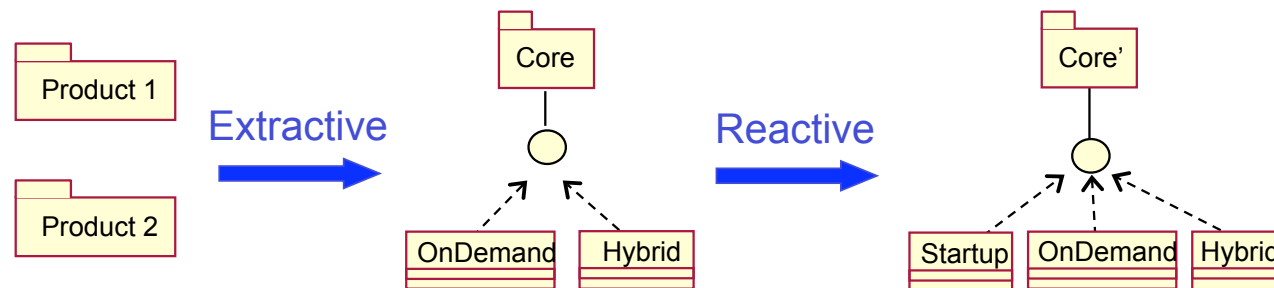 Product 1
Product 2
Extractive
Core
OnDemand
Hybrid
Reactive
Core’
Startup
OnDemand
Hybrid